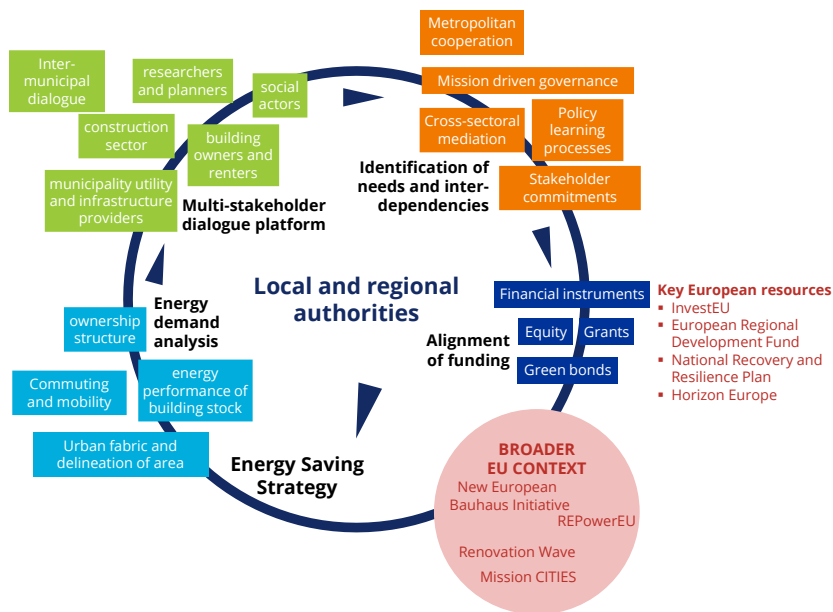 Metropolitan
cooperation
Inter-
municipal
dialogue
researchers
and planners
social
actors
Mission driven governance
construction
sector
building
owners and
renters
Cross-sectoral
mediation
Policy
learning
processes
Identification of
needs and inter-
dependencies
Stakeholder
commitments
municipality utility
and infrastructure
providers
Multi-stakeholder
dialogue platform
Local and regional
authorities
Financial instruments
Equity
Grants
Green bonds
Alignment
of funding
Key European resources
▪ InvestEU
▪ European Regional
Development Fund
▪ National Recovery and
Resilience Plan
▪ Horizon Europe
Energy
demand
analysis
ownership
structure
energy
performance of
building stock
Commuting
and mobility
Urban fabric and
delineation of area
Energy Saving
Strategy
BROADER
EU CONTEXT
New European
Bauhaus Initiative
REPowerEU
Renovation Wave
Mission CITIES